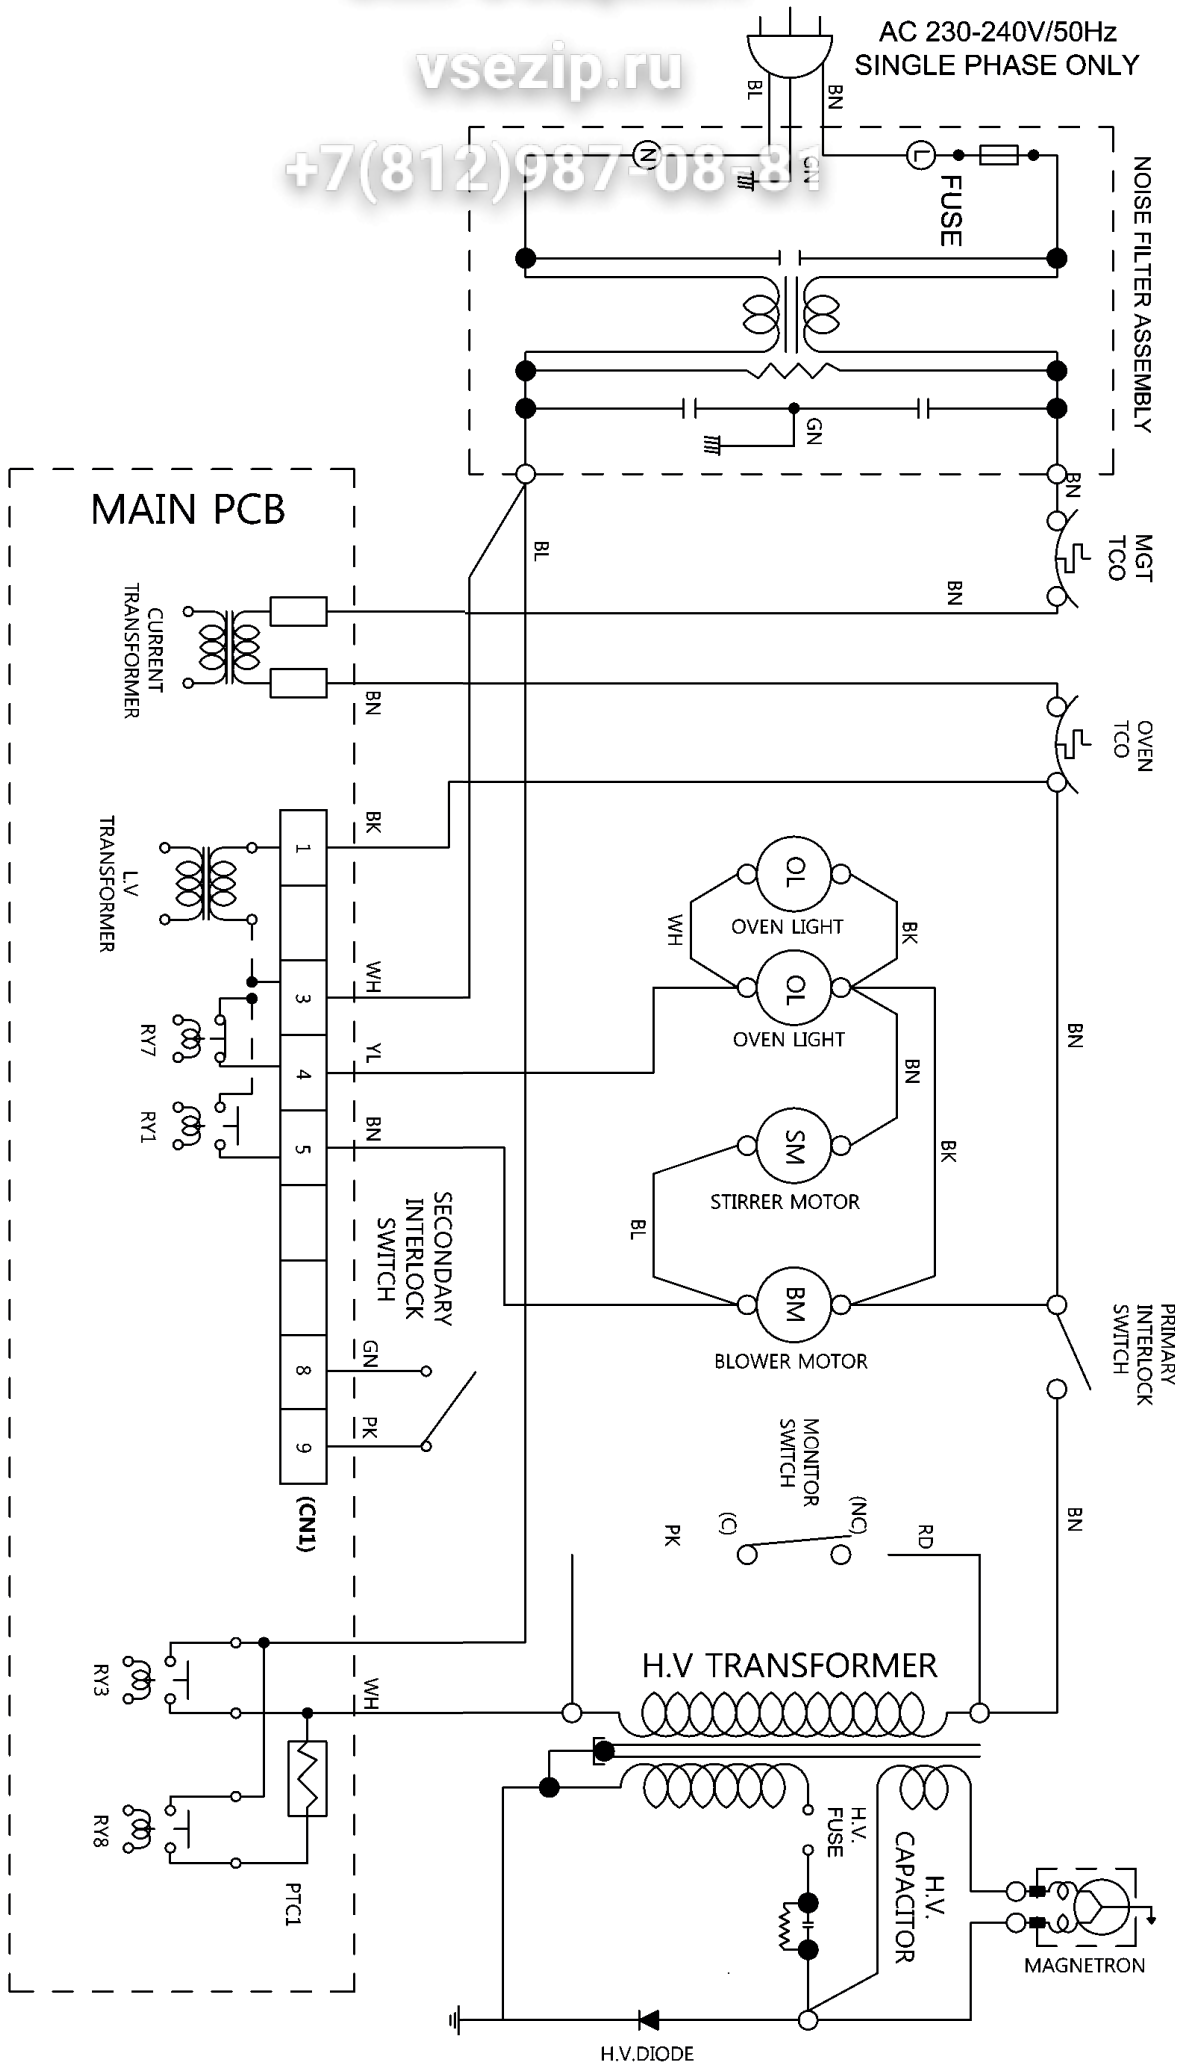 vsezip.ru
+7(812)987-08-81
AC 230-240V/50Hz
SINGLE PHASE ONLY
BL
BN
N
GN
L
FUSE
NOISE FILTER ASSEMBLY
GN
BN
MAIN PCB
BL
MGT
TCO
BN
CURRENT
TRANSFORMER
BN
OVEN
TCO
BK
1
L.V
TRANSFORMER
OL
OVEN LIGHT
WH
BK
OL
OVEN LIGHT
WH
3
RY7
YL
4
BN
BN
RY1
BN
5
SM
STIRRER MOTOR
BK
BL
SECONDARY
INTERLOCK
SWITCH
BM
BLOWER MOTOR
PRIMARY
INTERLOCK
SWITCH
GN
8
PK
9
(CN1)
MONITOR
SWITCH
(NC)
(C)
PK
RD
BN
H.V TRANSFORMER
RY3
WH
RY8
PTC1
H.V.
FUSE
H.V.
CAPACITOR
MAGNETRON
H.V.DIODE